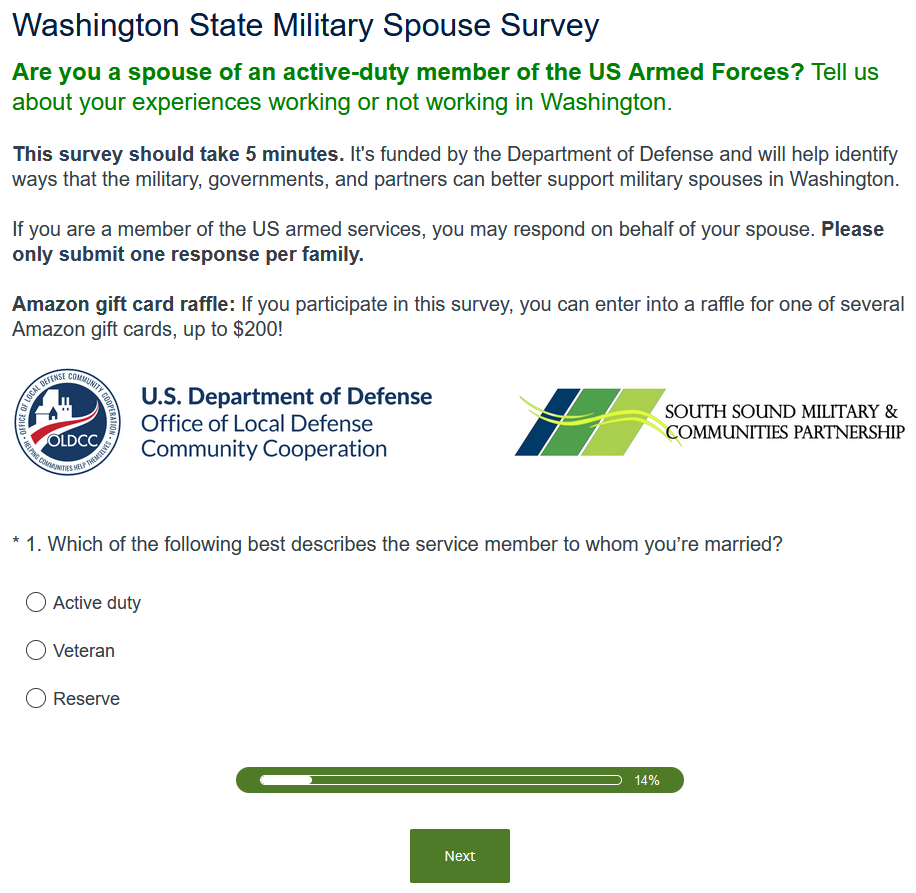 Washington State Military Spouse Survey
Are you a spouse of an active-duty member of the US Armed Forces? Tell us
about your experiences working or not working in Washington.
This survey should take 5 minutes. It's funded by the Department of Defense and will help identify
ways that the military, governments, and partners can better support military spouses in Washington.
If you are a member of the US armed services, you may respond on behalf of your spouse. Please
only submit one response per family.
Amazon gift card raffle: If you participate in this survey, you can enter into a raffle for one of several
Amazon gift cards, up to $200!
OFFICE OF LOCAL DEFENSE COMMUNITY COOPERATION
OLDCC
HELPING COMMUNITIES HELP THEMSELVES
U.S. Department of Defense
Office of Local Defense
Community Cooperation
SOUTH SOUND MILITARY &
COMMUNITIES PARTNERSHIP
* 1. Which of the following best describes the service member to whom you’re married?
Active duty
Veteran
Reserve
14%
Next